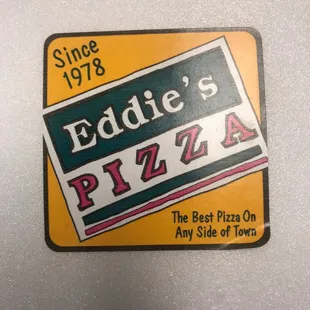 Since
1978
Eddie's
PIZZA
The Best Pizza On
Any Side of Town